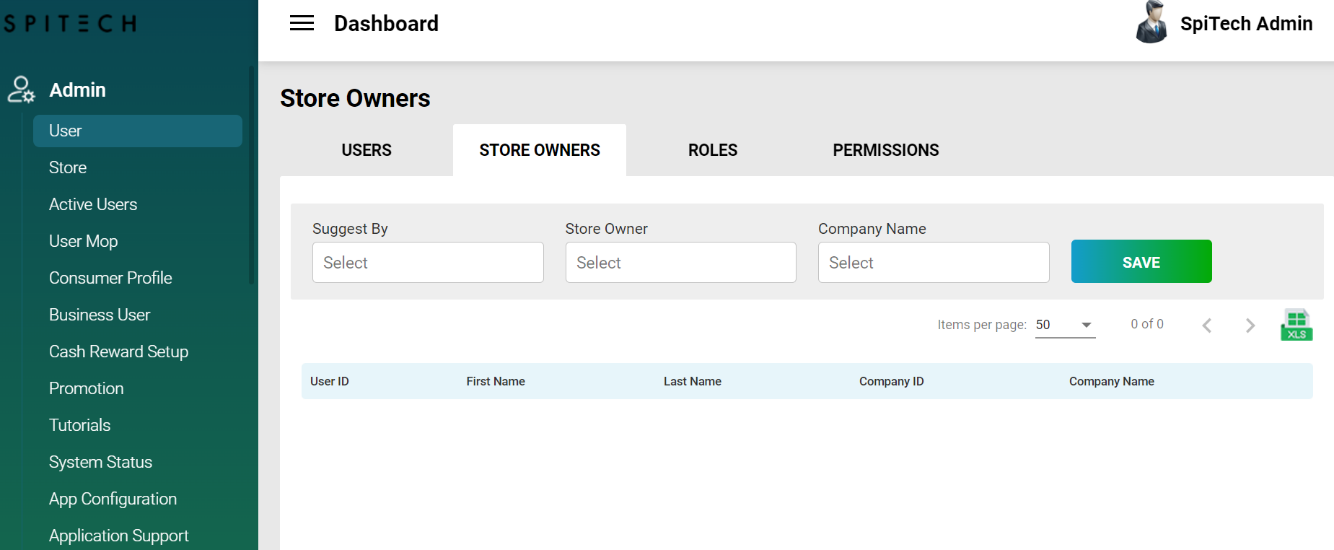 SPITECH
Dashboard
SpiTech Admin
Admin
User
Store
Active Users
User Mop
Consumer Profile
Business User
Cash Reward Setup
Promotion
Tutorials
System Status
App Configuration
Application Support
Store Owners
USERS STORE OWNERS ROLES PERMISSIONS
Suggest By Store Owner Company Name
Select Select Select SAVE
Items per page: 50 0 of 0 XLS
User ID First Name Last Name Company ID Company Name